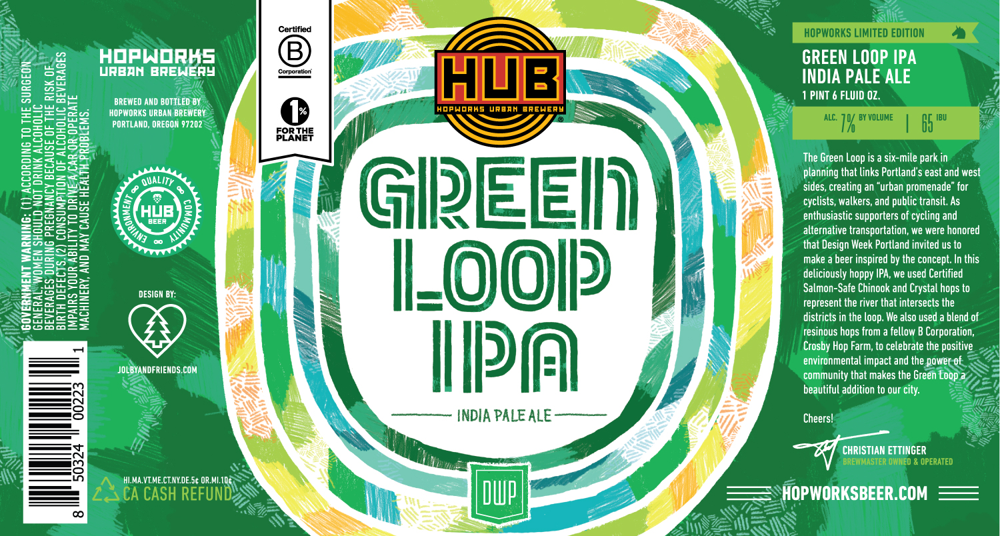 GOVERNMENT WARNING: (1) ACCORDING TO THE SURGEON
GENERAL, WOMEN SHOULD NOT DRINK ALCOHOLIC
BEVERAGES DURING PREGNANCY BECAUSE OF THE RISK OF
BIRTH DEFECTS. (2) CONSUMPTION OF ALCOHOLIC BEVERAGES
IMPAIRS YOUR ABILITY TO DRIVE A CAR OR OPERATE
MACHINERY, AND MAY CAUSE HEALTH PROBLEMS.
8 50324 00223 1
HOPWORKS
URBAN BREWERY
BREWED AND BOTTLED BY
HOPWORKS URBAN BREWERY
PORTLAND, OREGON 97202
QUALITY
COMMUNITY
ENVIRONMENT
HUB
BEER
DESIGN BY:
JOLBYANDFRIENDS.COM
HI.MA.VT.ME.CT.NY.DE.5¢ OR.MI.10¢
CA CASH REFUND
Certified
B
Corporation
1%
FOR THE
PLANET
HUB
HOPWORKS URBAN BREWERY
®
GREEN
LOOP
IPA
INDIA PALE ALE
DWP
HOPWORKS LIMITED EDITION
GREEN LOOP IPA
INDIA PALE ALE
1 PINT 6 FLUID OZ.
ALC. 7% BY VOLUME | 65 IBU
The Green Loop is a six-mile park in
planning that links Portland's east and west
sides, creating an "urban promenade" for
cyclists, walkers, and public transit. As
enthusiastic supporters of cycling and
alternative transportation, we were honored
that Design Week Portland invited us to
make a beer inspired by the concept. In this
deliciously hoppy IPA, we used Certified
Salmon-Safe Chinook and Crystal hops to
represent the river that intersects the
districts in the loop. We also used a blend of
resinous hops from a fellow B Corporation,
Crosby Hop Farm, to celebrate the positive
environmental impact and the power of
community that makes the Green Loop a
beautiful addition to our city.
Cheers!
CHRISTIAN ETTINGER
BREWMASTER OWNED & OPERATED
HOPWORKSBEER.COM